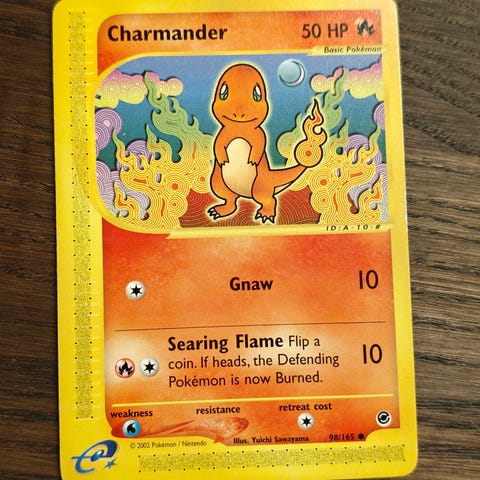 Charmander 50 HP
Basic Pokémon
ID:A-10-#
Gnaw 10
Searing Flame Flip a
coin. If heads, the Defending
Pokémon is now Burned.
10
weakness resistance retreat cost
© 2002 Pokémon / Nintendo Illus. Yuichi Sawayama 98/165
e